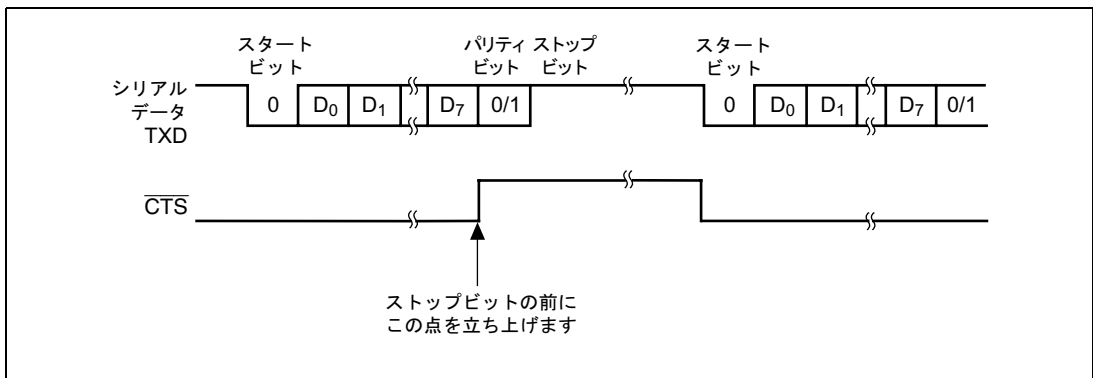 スタート
ビット
パリティ ストップ
ビット ビット
スタート
ビット
シリアル
データ
TXD
0 D0 D1 D7 0/1 0 D0 D1 D7 0/1
CTS
ストップビットの前に
この点を立ち上げます